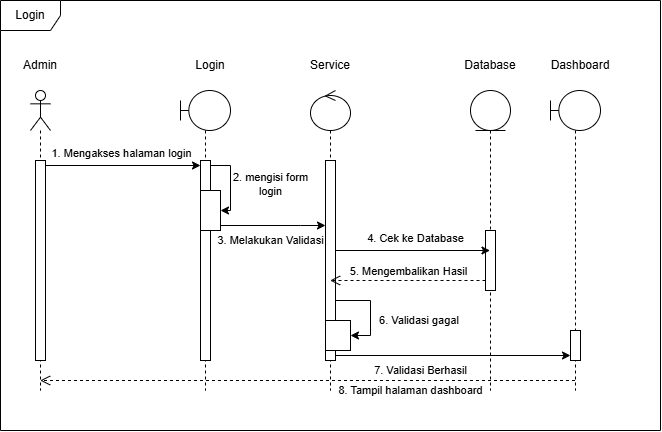 Login
Admin
Login
Service
Database
Dashboard
1. Mengakses halaman login
2. mengisi form
login
3. Melakukan Validasi
4. Cek ke Database
5. Mengembalikan Hasil
6. Validasi gagal
7. Validasi Berhasil
8. Tampil halaman dashboard